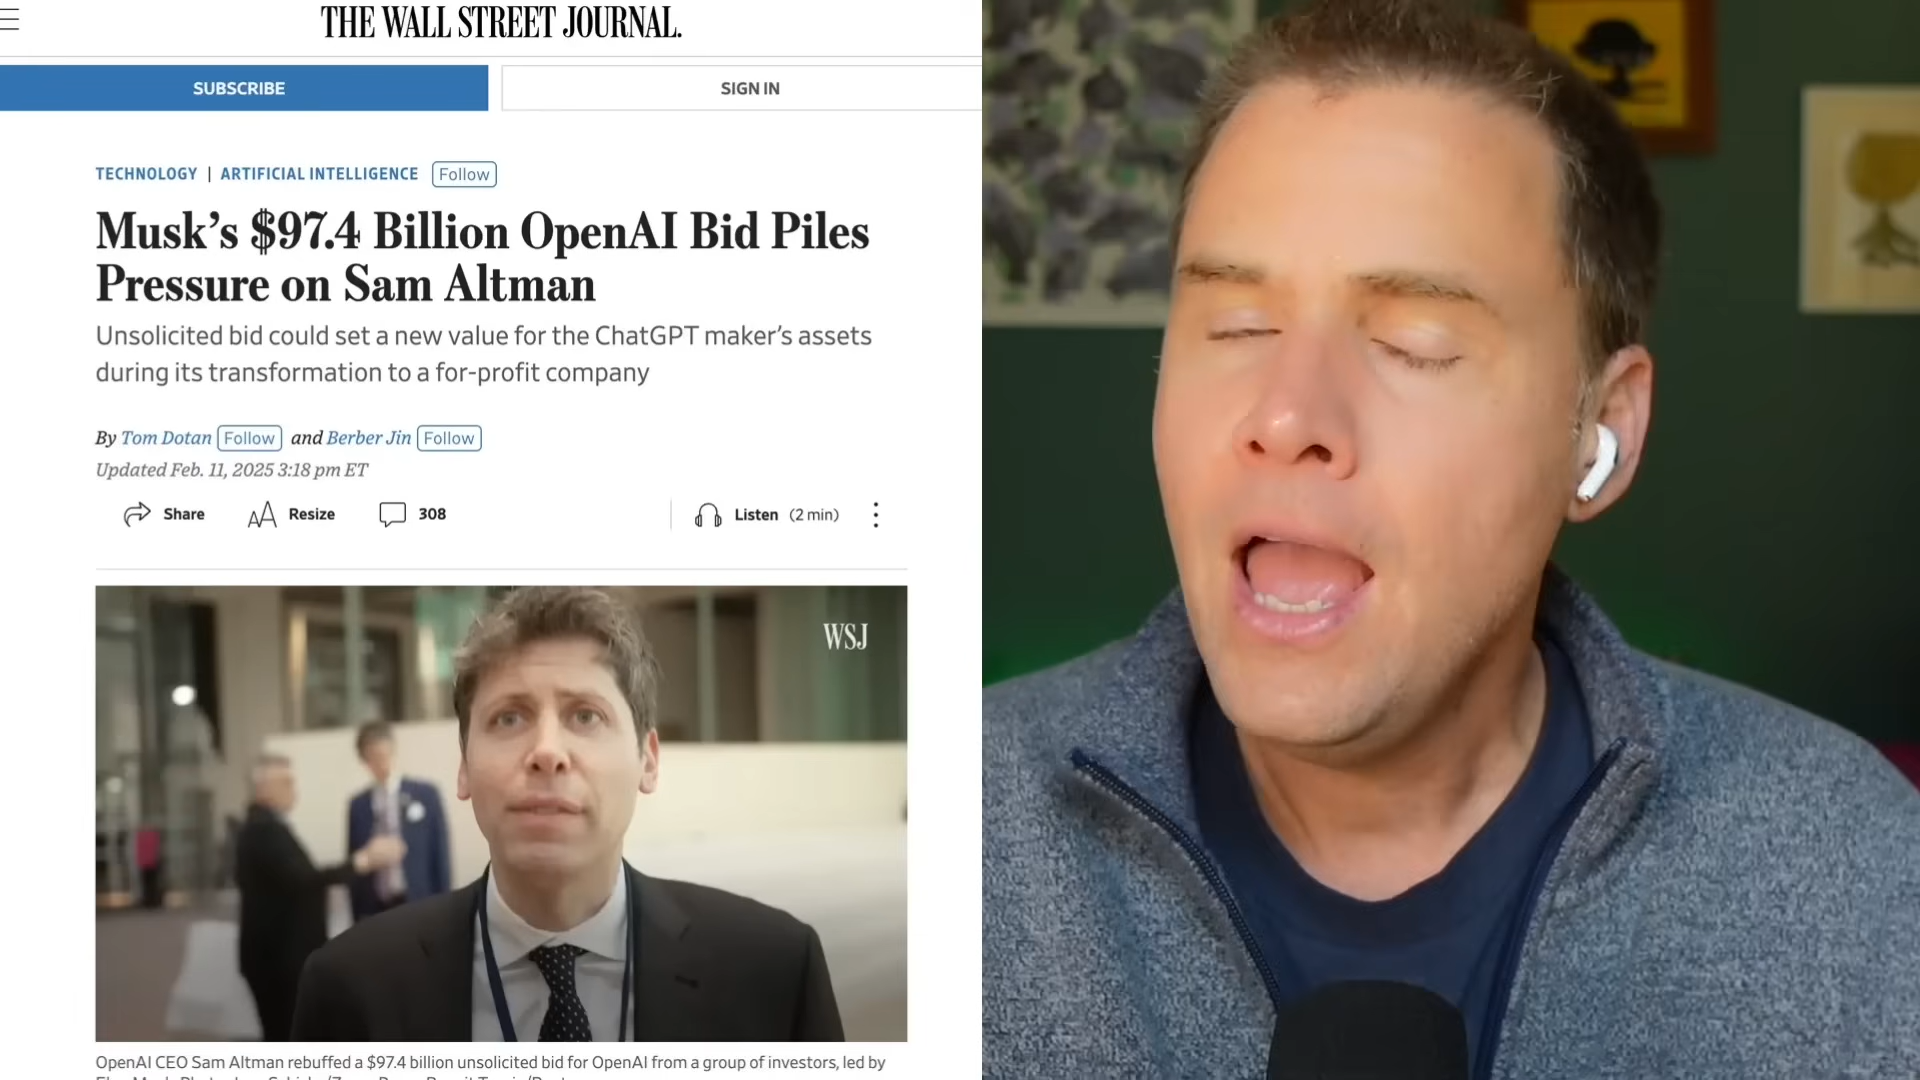 THE WALL STREET JOURNAL.
SUBSCRIBE
SIGN IN
TECHNOLOGY | ARTIFICIAL INTELLIGENCE Follow
Musk's $97.4 Billion OpenAI Bid Piles
Pressure on Sam Altman
Unsolicited bid could set a new value for the ChatGPT maker's assets
during its transformation to a for-profit company
By Tom Dotan Follow and Berber Jin Follow
Updated Feb. 11, 2025 3:18 pm ET
Share Resize 308 Listen (2 min)
WSJ
OpenAI CEO Sam Altman rebuffed a $97.4 billion unsolicited bid for OpenAI from a group of investors, led by